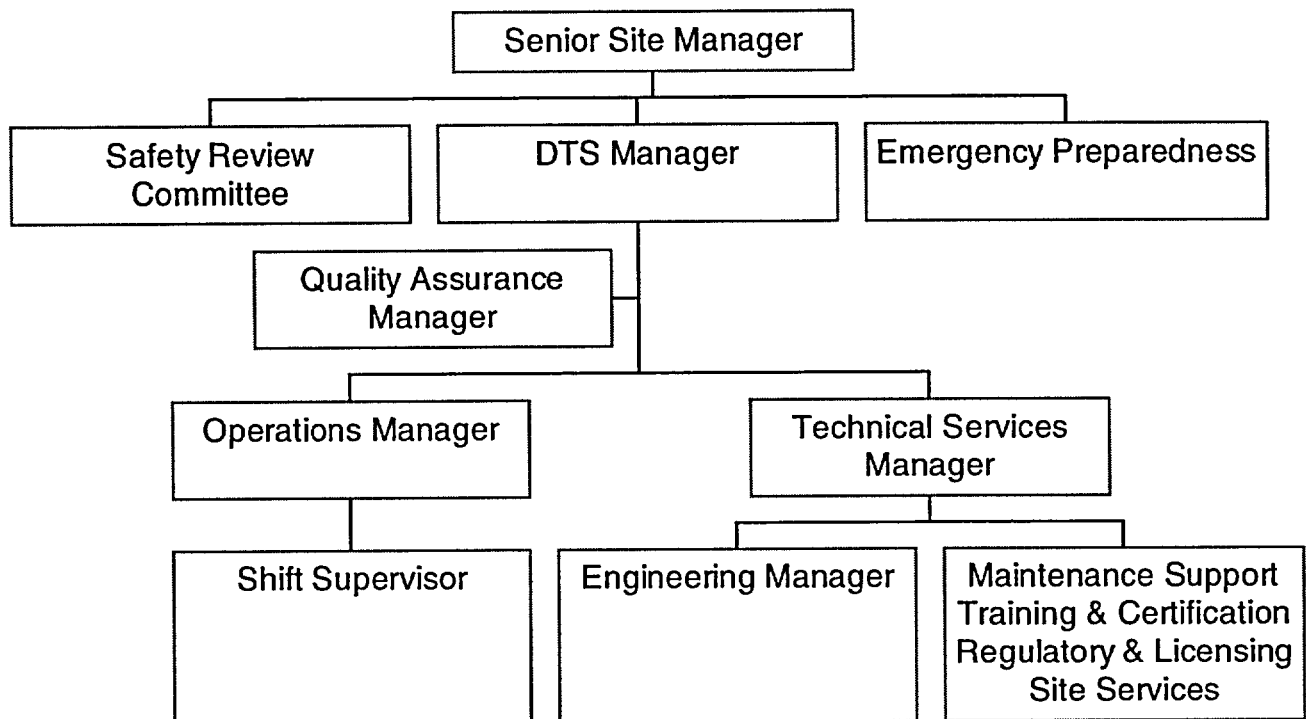 Senior Site Manager
Safety Review
Committee
DTS Manager
Emergency Preparedness
Quality Assurance
Manager
Operations Manager
Technical Services
Manager
Shift Supervisor
Engineering Manager
Maintenance Support
Training & Certification
Regulatory & Licensing
Site Services